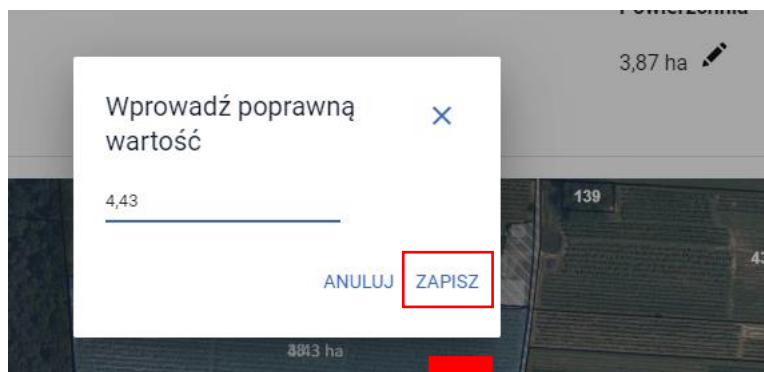 3,87 ha
Wprowadź poprawną
wartość
4,43
139
ANULUJ ZAPISZ